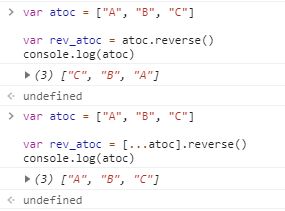 > var atoc = ["A", "B", "C"]
var rev_atoc = atoc.reverse()
console.log(atoc)
▶ (3) ["C", "B", "A"]
<· undefined
> var atoc = ["A", "B", "C"]
var rev_atoc = [...atoc].reverse()
console.log(atoc)
▶ (3) ["A", "B", "C"]
<· undefined